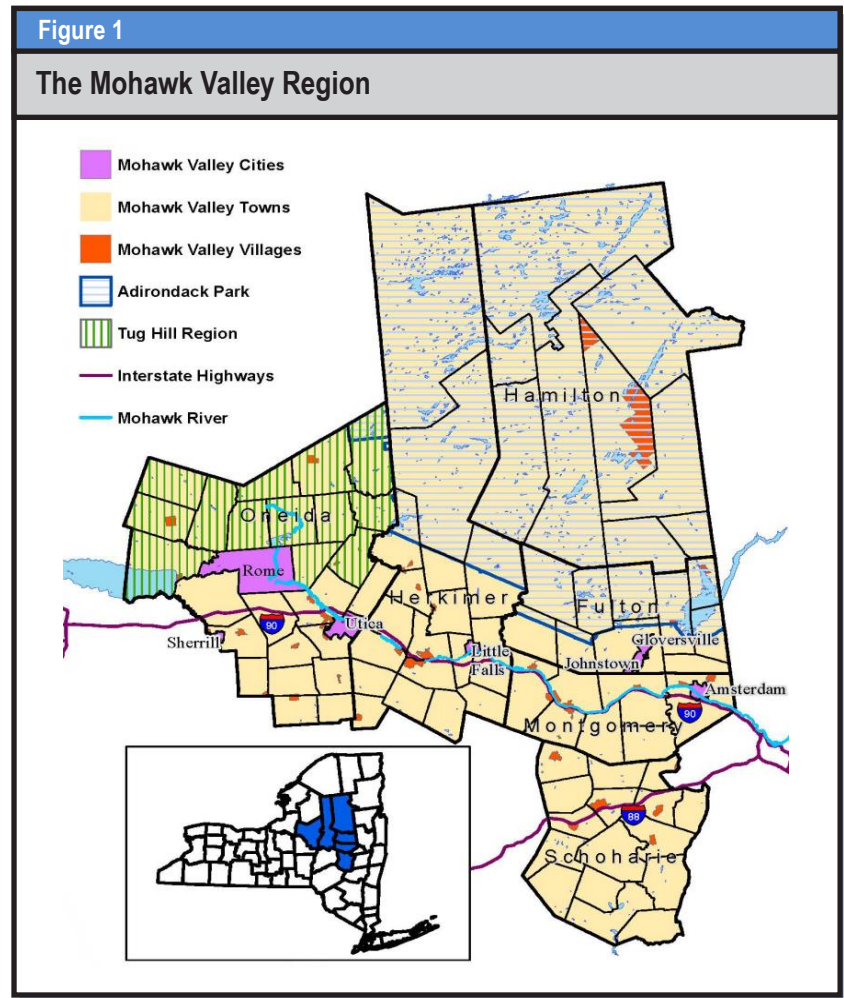 Figure 1
The Mohawk Valley Region
Mohawk Valley Cities
Mohawk Valley Towns
Mohawk Valley Villages
Adirondack Park
Tug Hill Region
Interstate Highways
Mohawk River
Hamilton
Oneida
Rome
Herkimer
Fulton
90
Utica
Sherrill
Gloversville
Little
Falls
Johnstown
Amsterdam
90
Montgomery
88
Schoharie